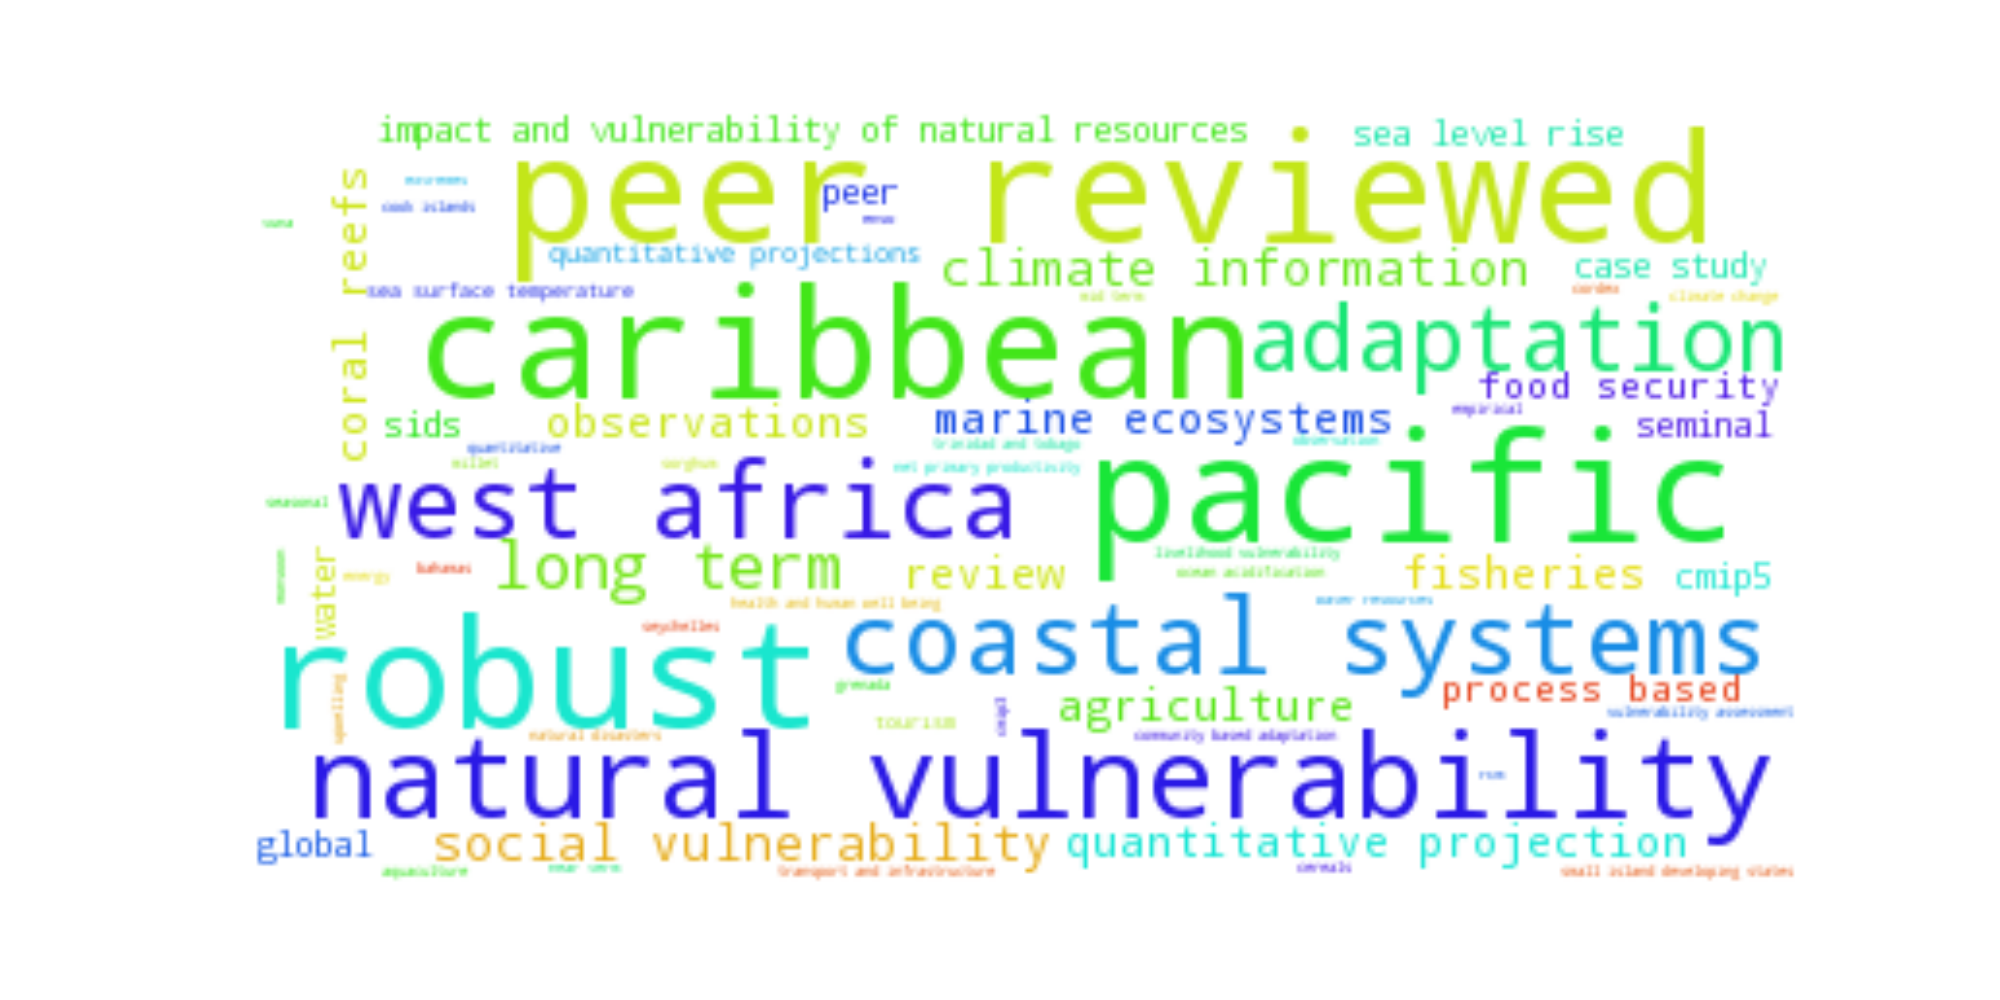 impact and vulnerability of natural resources
sea level rise
peer reviewed
coral reefs
peer
cook islands
quantitative projections
climate information
case study
sea surface temperature
mid term
cordex
climate change
caribbean
adaptation
food security
sids
observations
marine ecosystems
empirical
seminal
quantitative
trinidad and tobago
observation
millet
sorghum
net primary productivity
pacific
west africa
seasonal
long term
review
livelihood vulnerability
ocean acidification
fisheries
cmip5
water
energy
bahamas
health and human well being
water resources
robust
seychelles
coastal systems
upwelling
grenada
process based
agriculture
tourism
cmip3
vulnerability assessment
natural disasters
community based adaptation
natural vulnerability
rcm
global
social vulnerability
quantitative projection
aquaculture
near term
transport and infrastructure
cereals
small island developing states